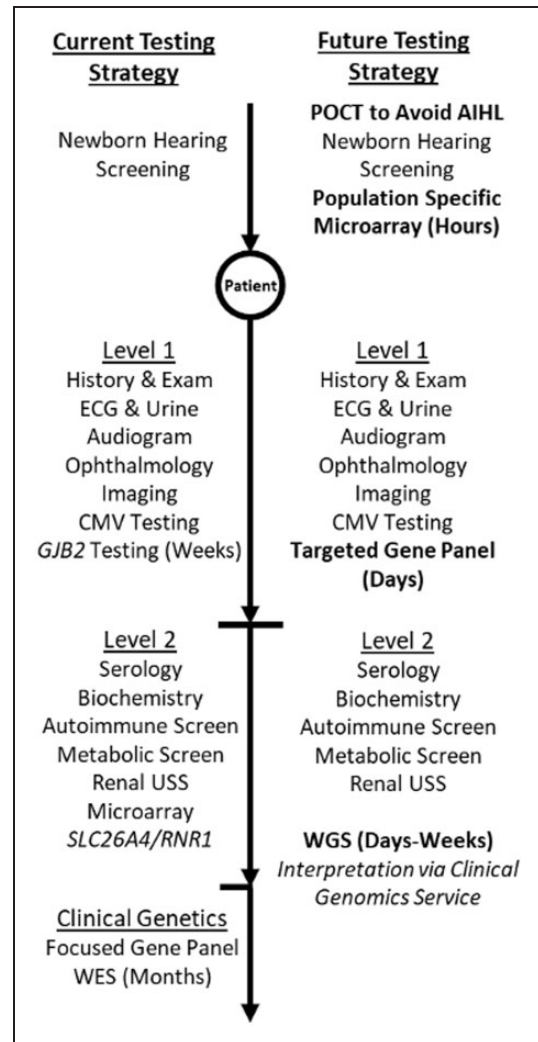 Current Testing
Strategy
Newborn Hearing
Screening
Future Testing
Strategy
POCT to Avoid AIHL
Newborn Hearing
Screening
Population Specific
Microarray (Hours)
Patient
Level 1
History & Exam
ECG & Urine
Audiogram
Ophthalmology
Imaging
CMV Testing
GJB2 Testing (Weeks)
Level 1
History & Exam
ECG & Urine
Audiogram
Ophthalmology
Imaging
CMV Testing
Targeted Gene Panel
(Days)
Level 2
Serology
Biochemistry
Autoimmune Screen
Metabolic Screen
Renal USS
Microarray
SLC26A4/RNR1
Level 2
Serology
Biochemistry
Autoimmune Screen
Metabolic Screen
Renal USS
WGS (Days-Weeks)
Interpretation via Clinical
Genomics Service
Clinical Genetics
Focused Gene Panel
WES (Months)